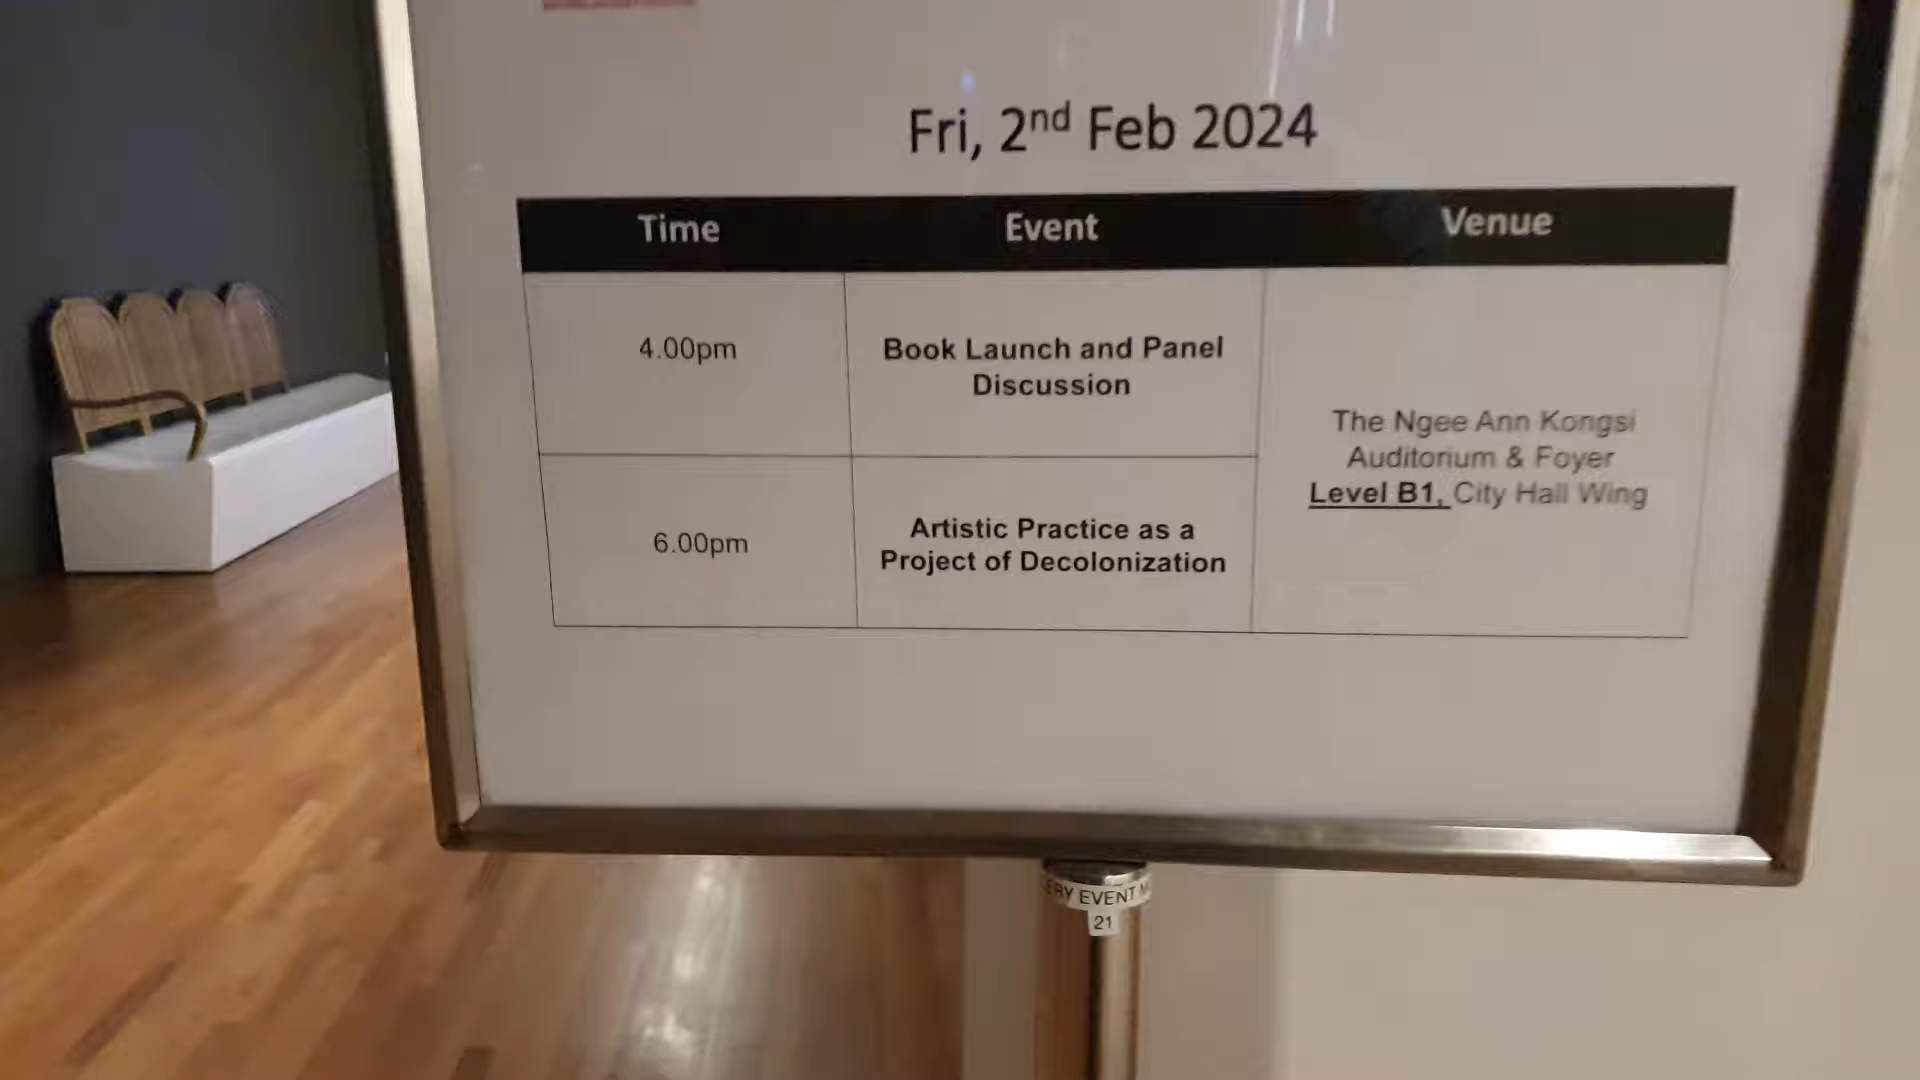 Fri, 2nd Feb 2024
Time Event Venue
4.00pm
Book Launch and Panel
Discussion
6.00pm
Artistic Practice as a
Project of Decolonization
The Ngee Ann Kongsi
Auditorium & Foyer
Level B1, City Hall Wing
EVENT
21